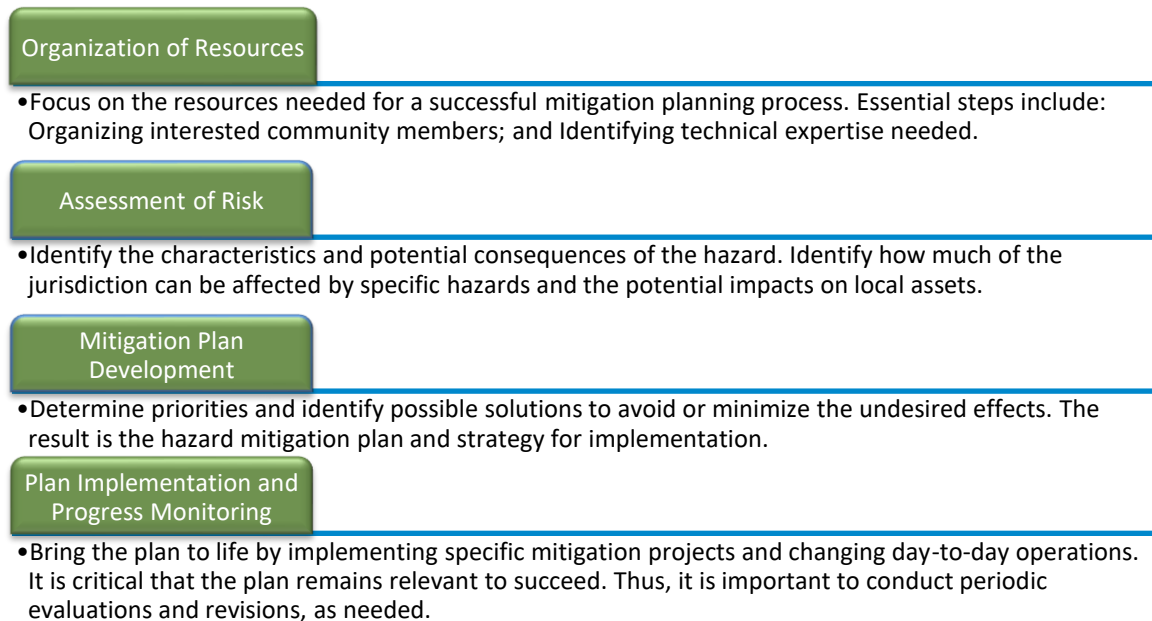 Organization of Resources
•Focus on the resources needed for a successful mitigation planning process. Essential steps include:
Organizing interested community members; and Identifying technical expertise needed.
Assessment of Risk
•Identify the characteristics and potential consequences of the hazard. Identify how much of the
jurisdiction can be affected by specific hazards and the potential impacts on local assets.
Mitigation Plan
Development
•Determine priorities and identify possible solutions to avoid or minimize the undesired effects. The
result is the hazard mitigation plan and strategy for implementation.
Plan Implementation and
Progress Monitoring
•Bring the plan to life by implementing specific mitigation projects and changing day-to-day operations.
It is critical that the plan remains relevant to succeed. Thus, it is important to conduct periodic
evaluations and revisions, as needed.